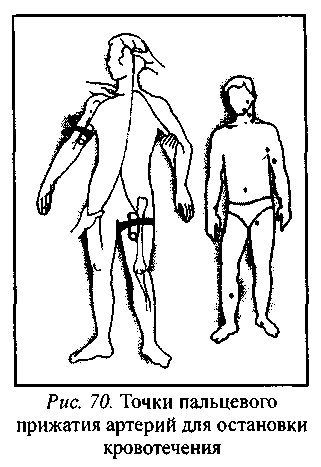 Рис. 70. Точки пальцевого
прижатия артерий для остановки
кровотечения